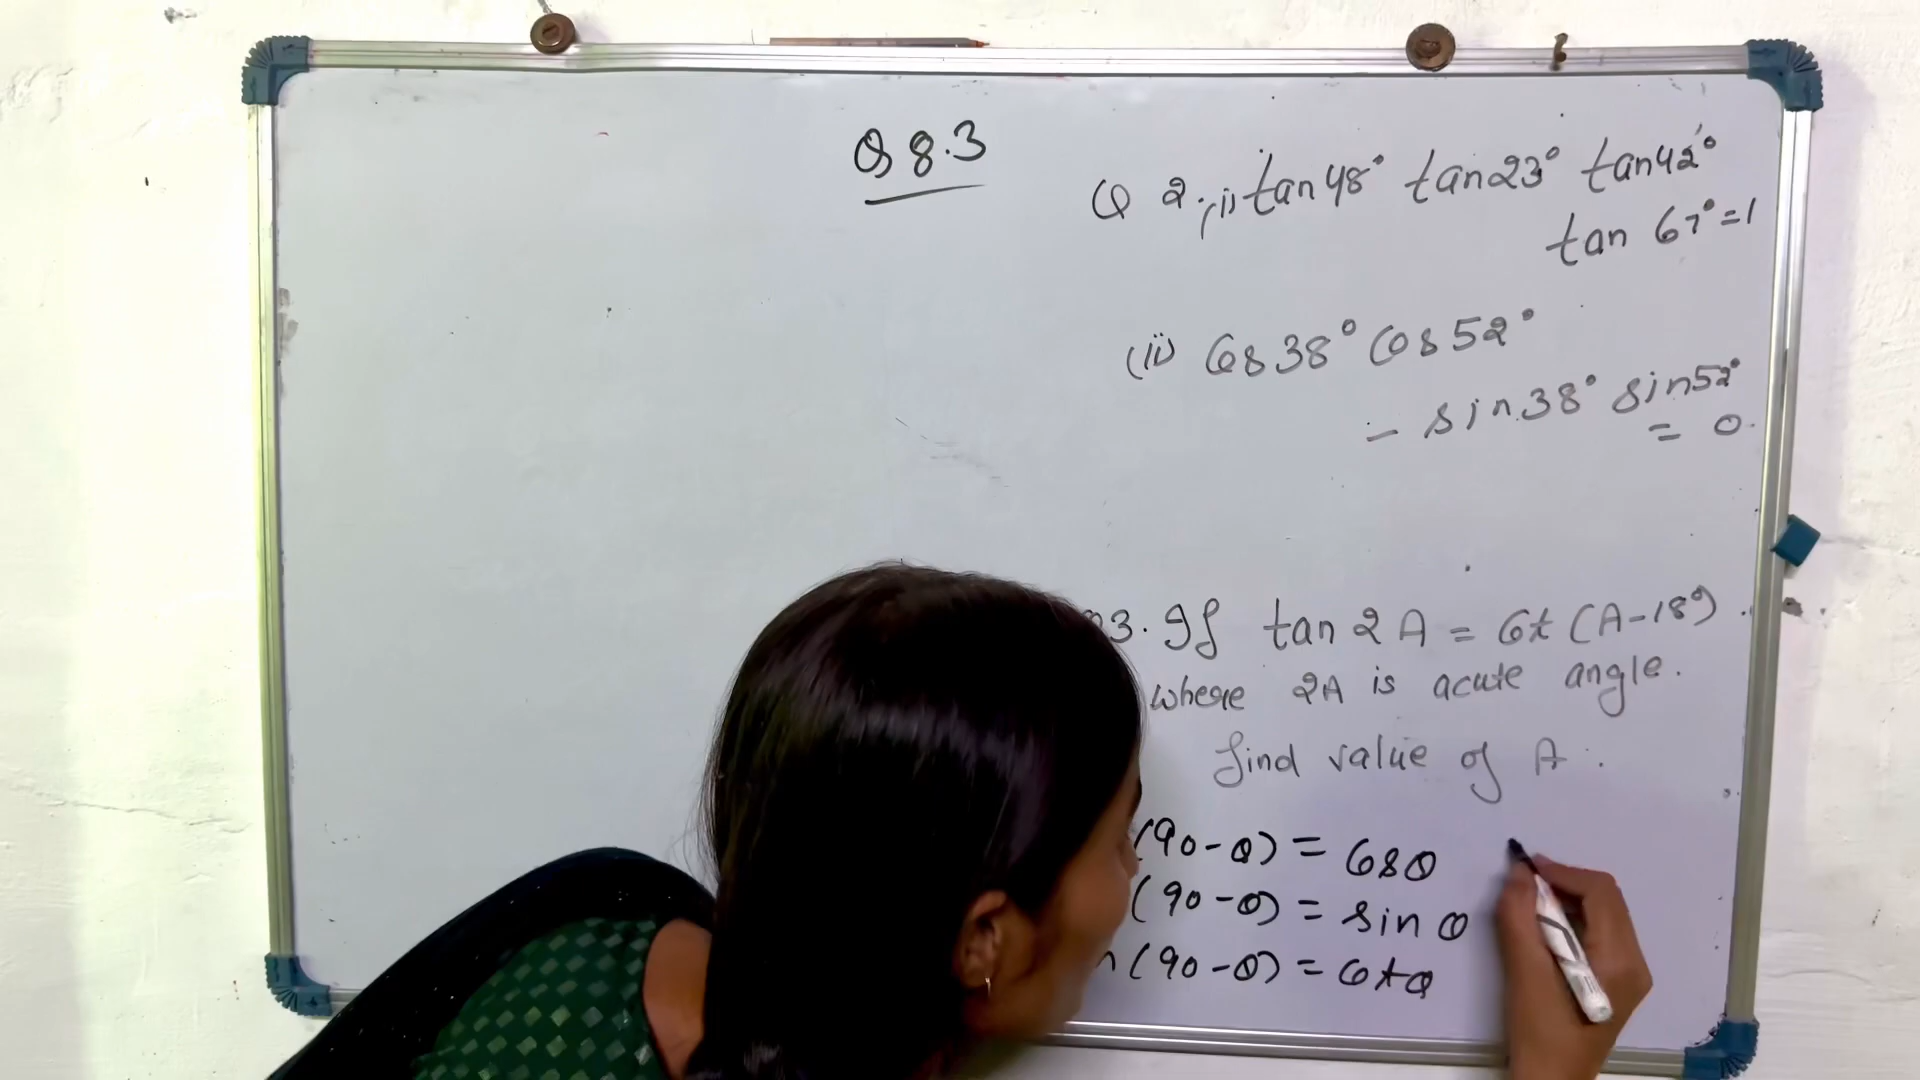 Q 8.3
Q 2. (i) tan 48° tan 23° tan 42°
tan 67° = 1
(ii) Cos 38° Cos 52°
- sin 38° sin 52°
= 0.
3. If tan 2A = Cot (A-18°).
where 2A is acute angle.
find value of A.
(90-θ) = Cosθ
(90-θ) = sin θ
n (90-θ) = Cotθ